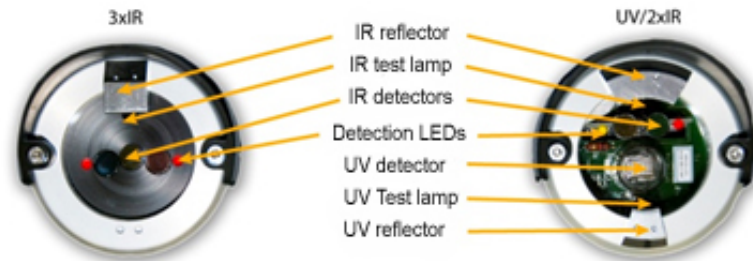 3xIR
UV/2xIR
IR reflector
IR test lamp
IR detectors
Detection LEDs
UV detector
UV Test lamp
UV reflector